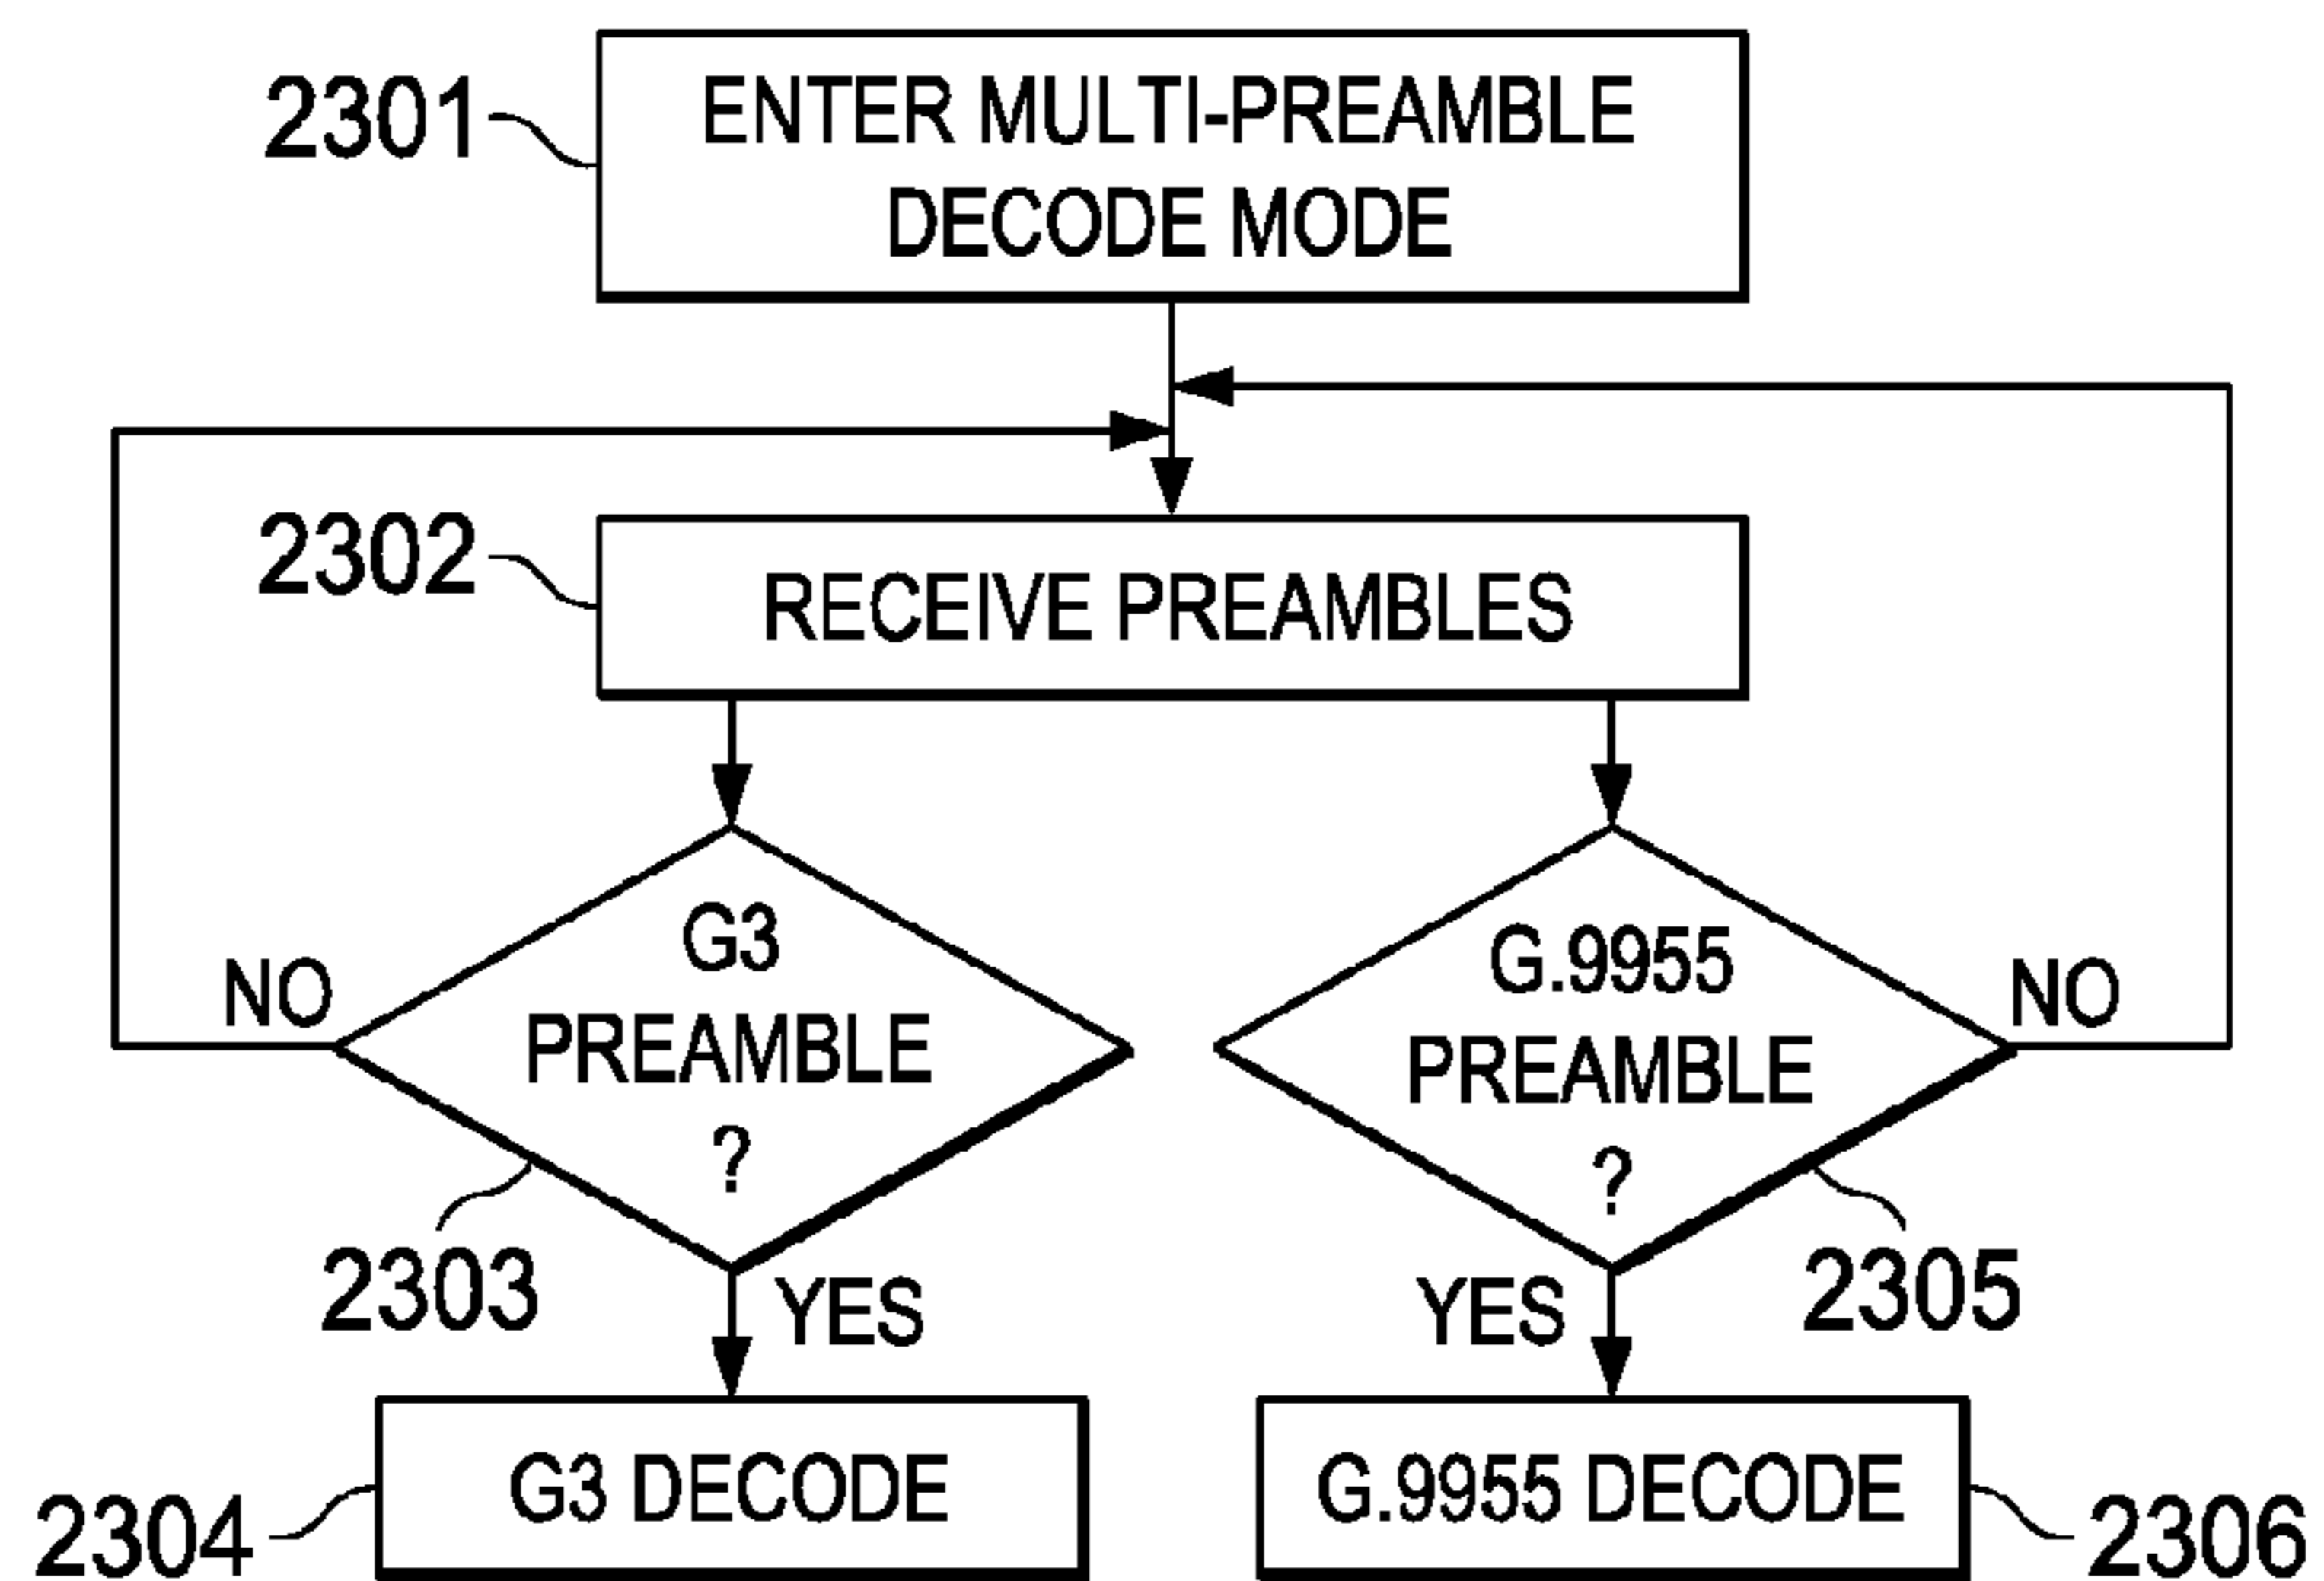 2301
ENTER MULTI-PREAMBLE
DECODE MODE
2302
RECEIVE PREAMBLES
NO
G3
PREAMBLE
?
2303
YES
G.9955
PREAMBLE
?
NO
2305
YES
2304
G3 DECODE
G.9955 DECODE
2306